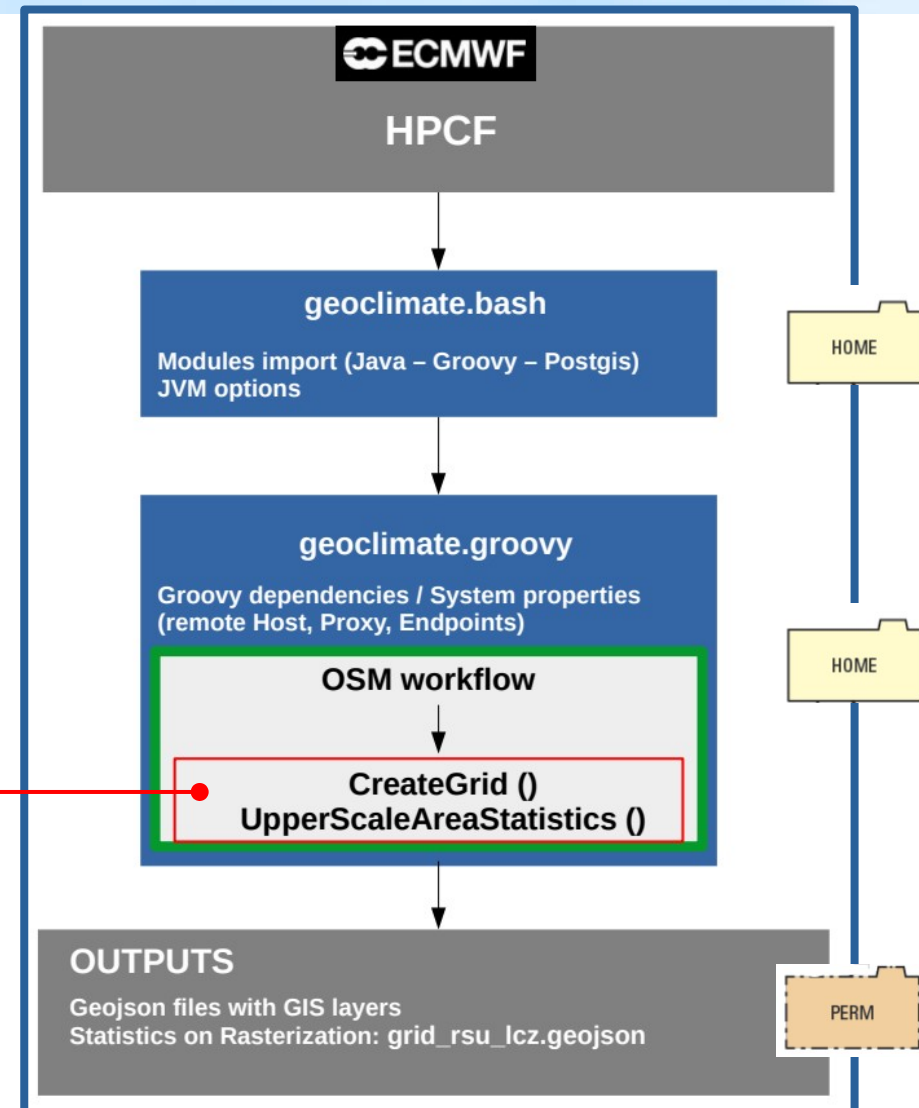 ECMWF
HPCF
geoclimate.bash
Modules import (Java – Groovy – Postgis)
JVM options
HOME
geoclimate.groovy
Groovy dependencies / System properties
(remote Host, Proxy, Endpoints)
HOME
OSM workflow
CreateGrid ()
UpperScaleAreaStatistics ()
OUTPUTS
Geojson files with GIS layers
Statistics on Rasterization: grid_rsu_lcz.geojson
PERM